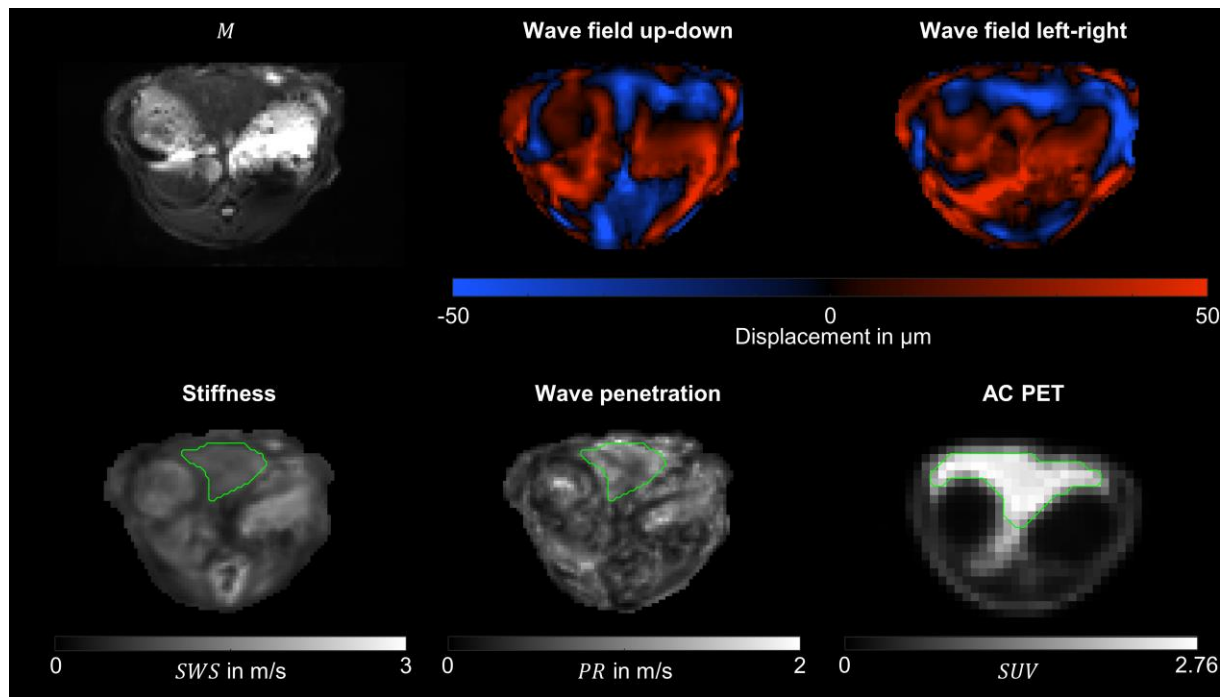 M
Wave field up-down
Wave field left-right
-50
0
50
Displacement in μm
Stiffness
Wave penetration
AC PET
0
SWS in m/s
3
0
PR in m/s
2
0
SUV
2.76